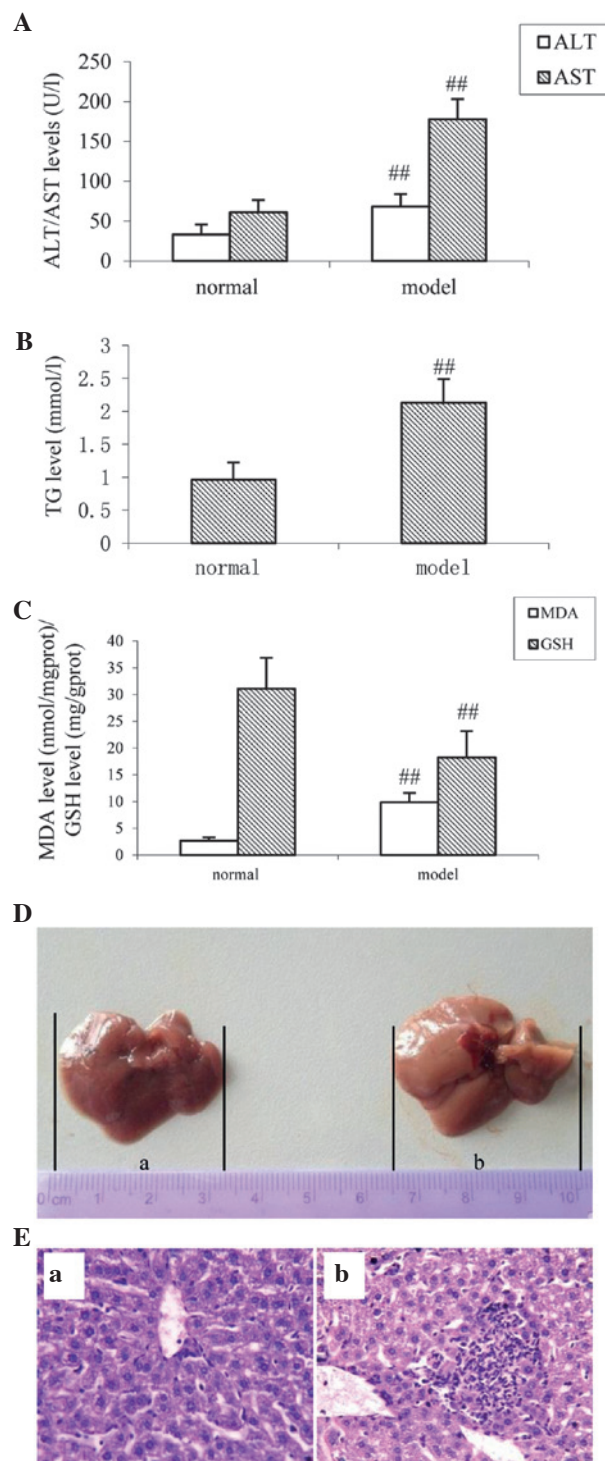 A
ALT
AST
ALT/AST levels (U/l)
250
200
150
100
50
0
##
##
normal model
B
TG level (mmol/l)
3
2.5
2
1.5
1
0.5
0
##
normal model
C
MDA
GSH
MDA level (nmol/mgprot)/
GSH level (mg/gprot)
40
35
30
25
20
15
10
5
0
##
##
normal model
D
a b
0 cm 1 2 3 4 5 6 7 8 9 10
E
a b